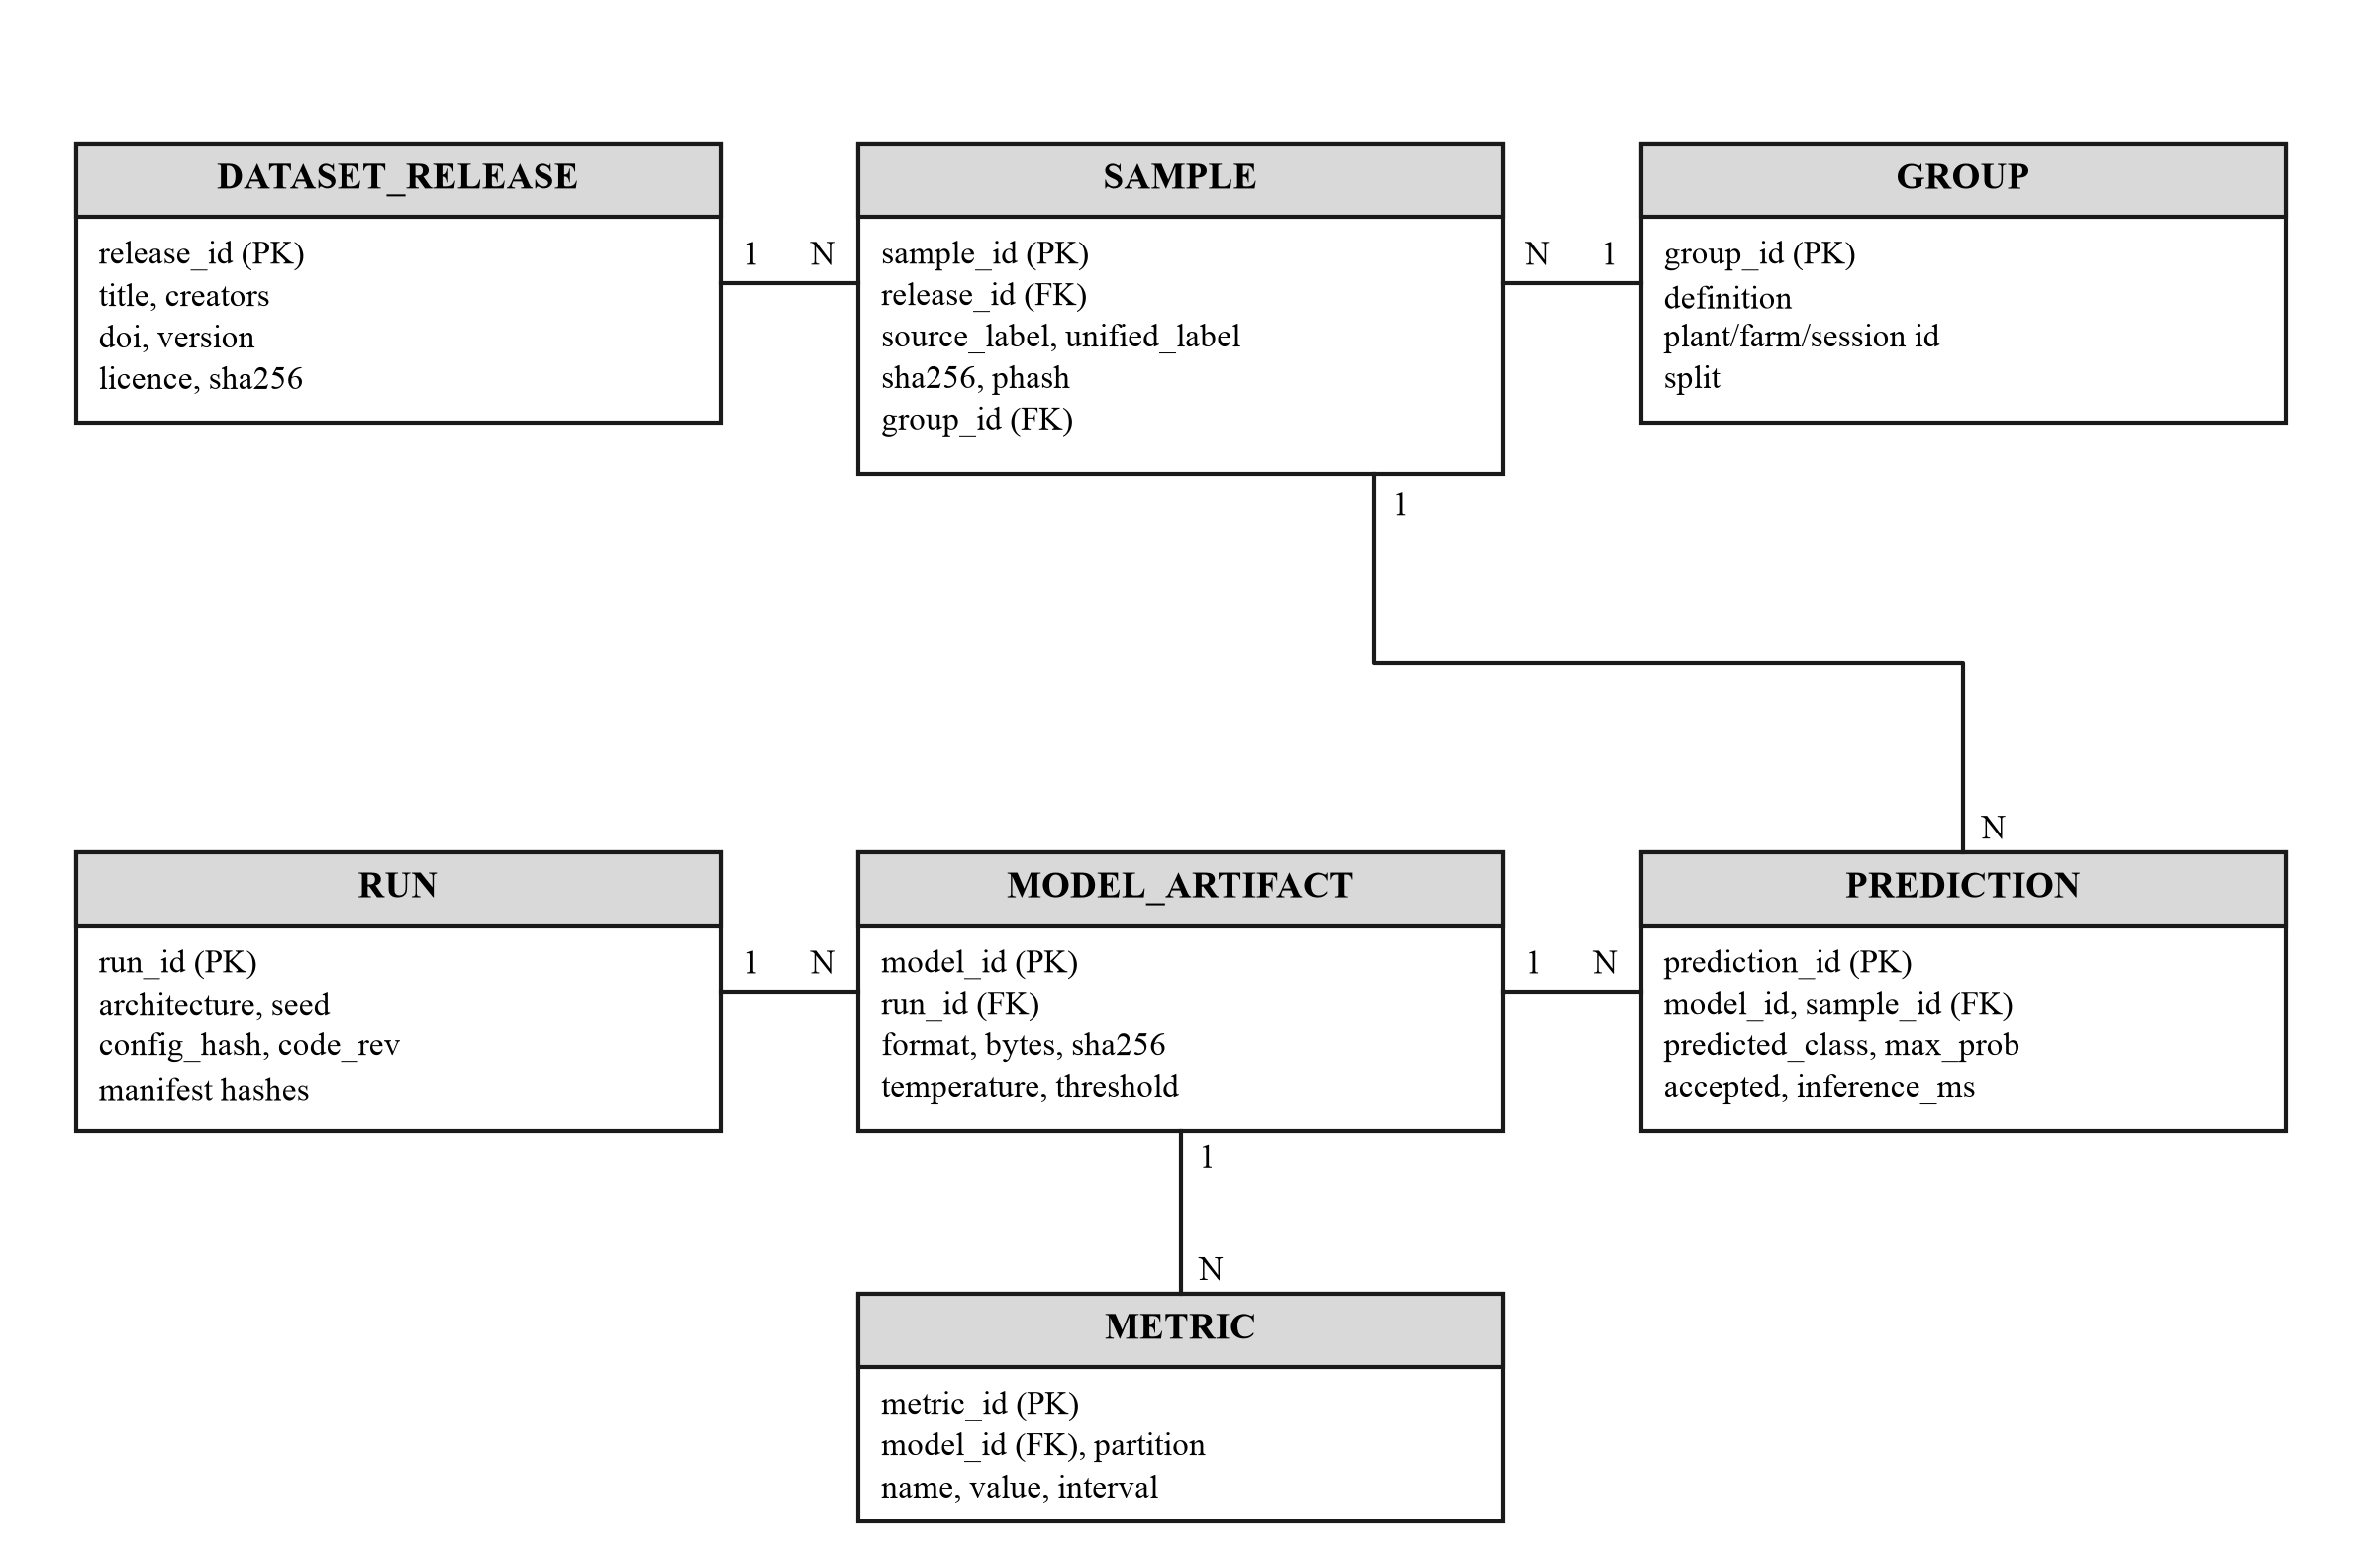 DATASET_RELEASE
release_id (PK)
title, creators
doi, version
licence, sha256
1 N
SAMPLE
sample_id (PK)
release_id (FK)
source_label, unified_label
sha256, phash
group_id (FK)
N 1
GROUP
group_id (PK)
definition
plant/farm/session id
split
1
N
RUN
run_id (PK)
architecture, seed
config_hash, code_rev
manifest hashes
1 N
MODEL_ARTIFACT
model_id (PK)
run_id (FK)
format, bytes, sha256
temperature, threshold
1 N
PREDICTION
prediction_id (PK)
model_id, sample_id (FK)
predicted_class, max_prob
accepted, inference_ms
1
N
METRIC
metric_id (PK)
model_id (FK), partition
name, value, interval